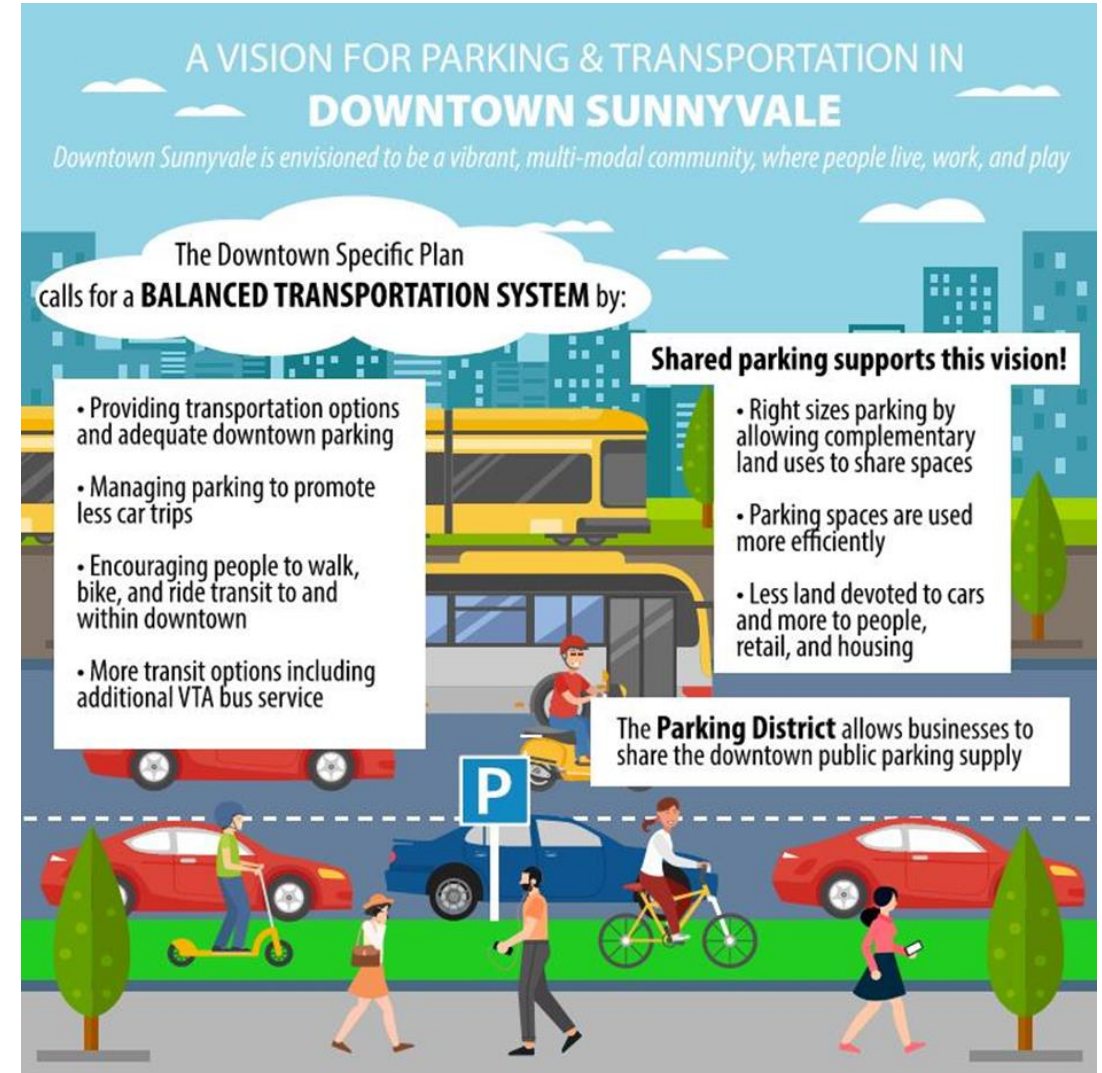 A VISION FOR PARKING & TRANSPORTATION IN
DOWNTOWN SUNNYVALE
Downtown Sunnyvale is envisioned to be a vibrant, multi-modal community, where people live, work, and play
The Downtown Specific Plan
calls for a BALANCED TRANSPORTATION SYSTEM by:
• Providing transportation options
and adequate downtown parking
• Managing parking to promote
less car trips
• Encouraging people to walk,
bike, and ride transit to and
within downtown
• More transit options including
additional VTA bus service
Shared parking supports this vision!
• Right sizes parking by
allowing complementary
land uses to share spaces
• Parking spaces are used
more efficiently
• Less land devoted to cars
and more to people,
retail, and housing
The Parking District allows businesses to
share the downtown public parking supply
P